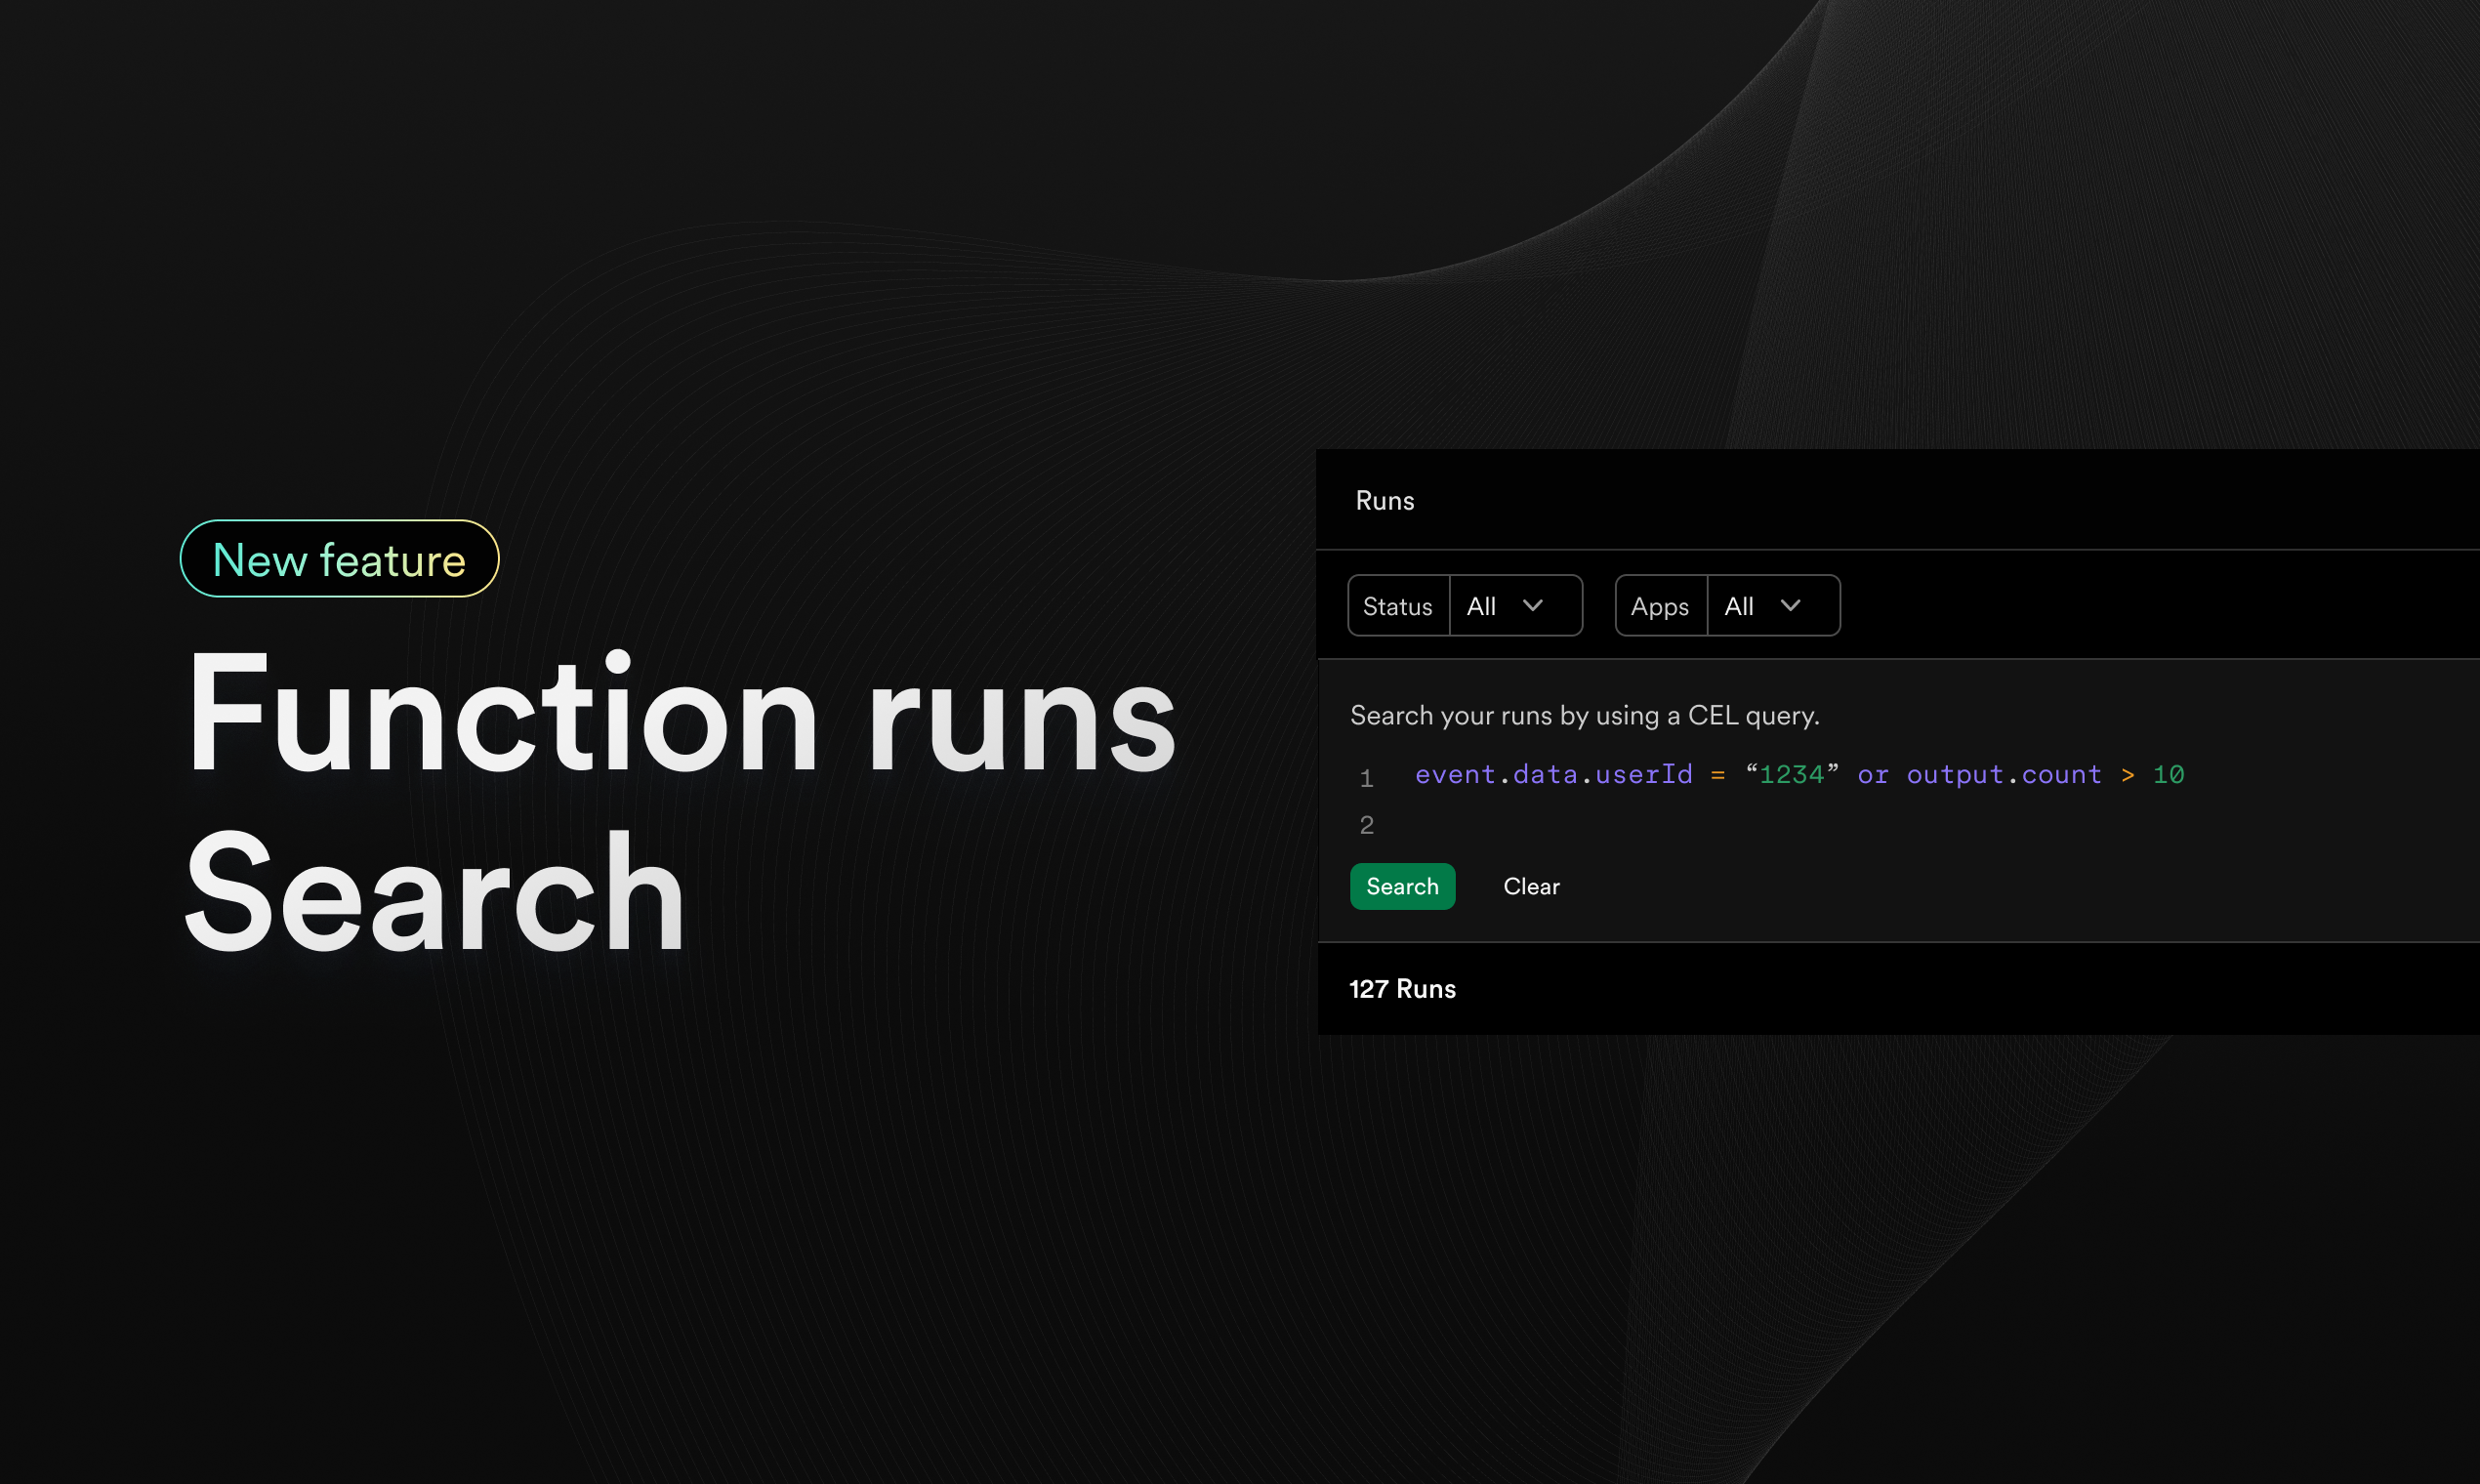 New feature
Function runs
Search
Runs
Status All Apps All
Search your runs by using a CEL query.
1 event.data.userId = “1234” or output.count > 10
2
Search Clear
127 Runs